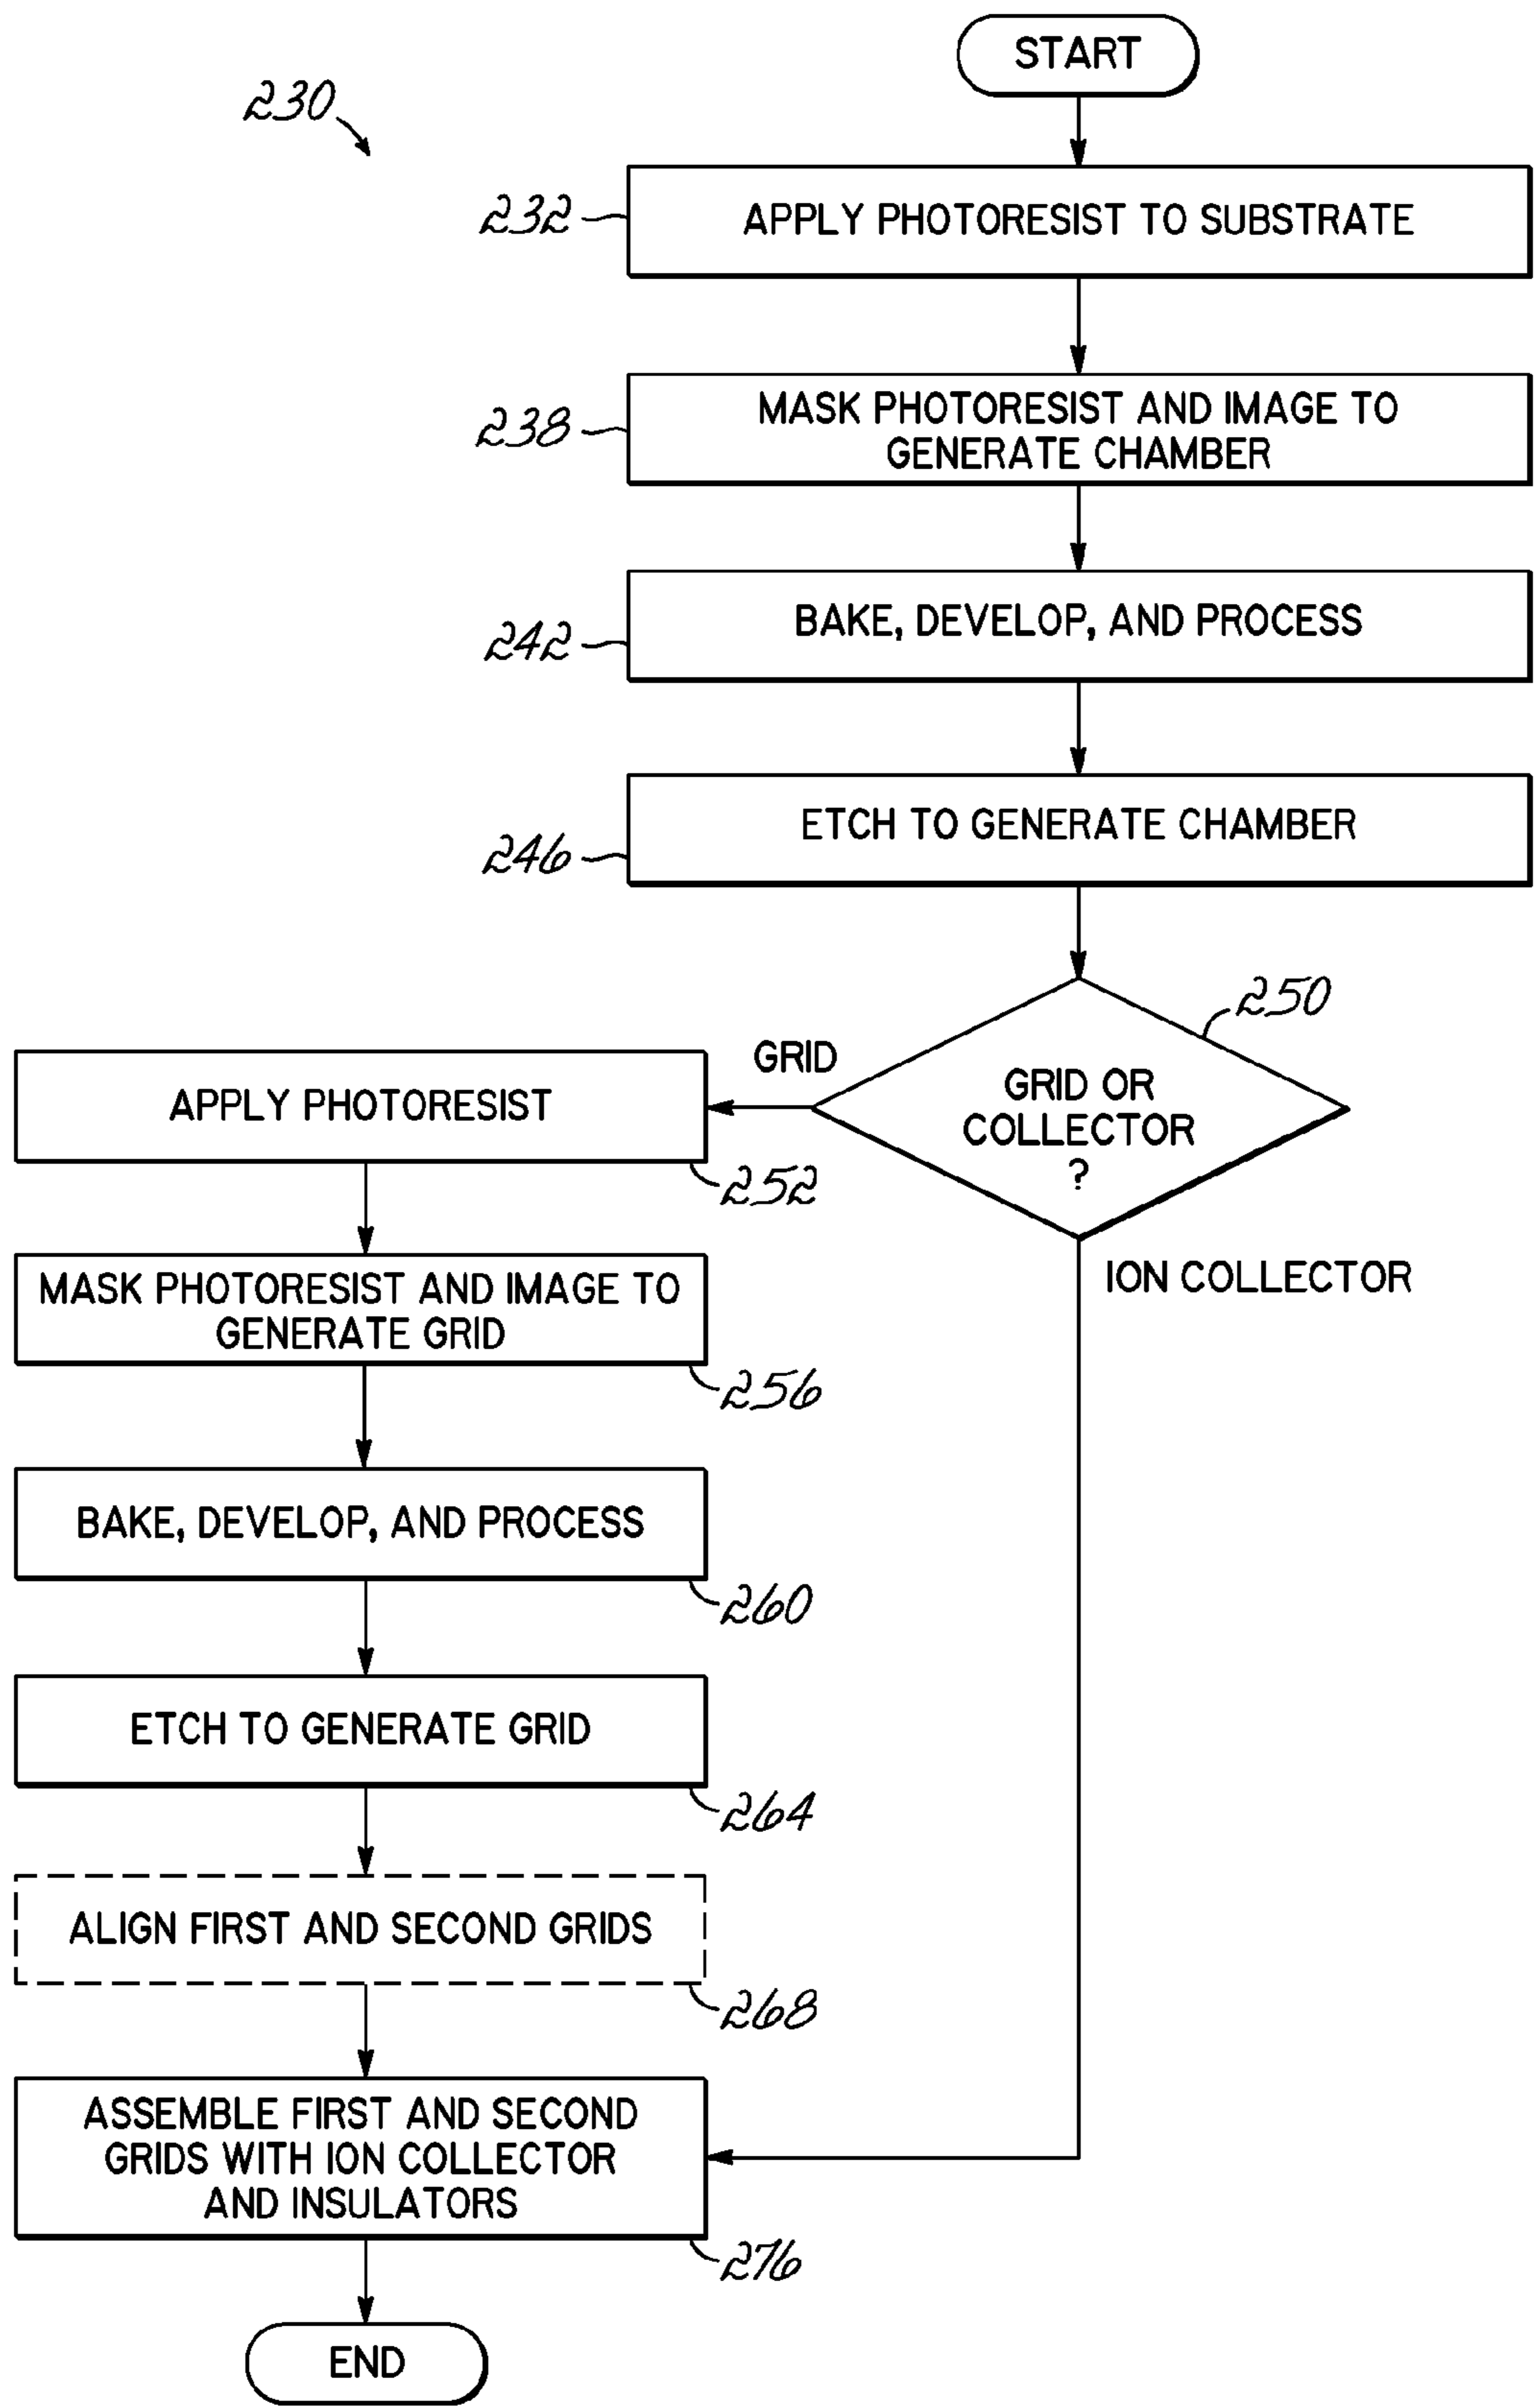 START
230
232
APPLY PHOTORESIST TO SUBSTRATE
238
MASK PHOTORESIST AND IMAGE TO
GENERATE CHAMBER
242
BAKE, DEVELOP, AND PROCESS
246
ETCH TO GENERATE CHAMBER
250
GRID OR
COLLECTOR
?
GRID
ION COLLECTOR
APPLY PHOTORESIST
252
MASK PHOTORESIST AND IMAGE TO
GENERATE GRID
256
BAKE, DEVELOP, AND PROCESS
260
ETCH TO GENERATE GRID
264
ALIGN FIRST AND SECOND GRIDS
268
ASSEMBLE FIRST AND SECOND
GRIDS WITH ION COLLECTOR
AND INSULATORS
276
END